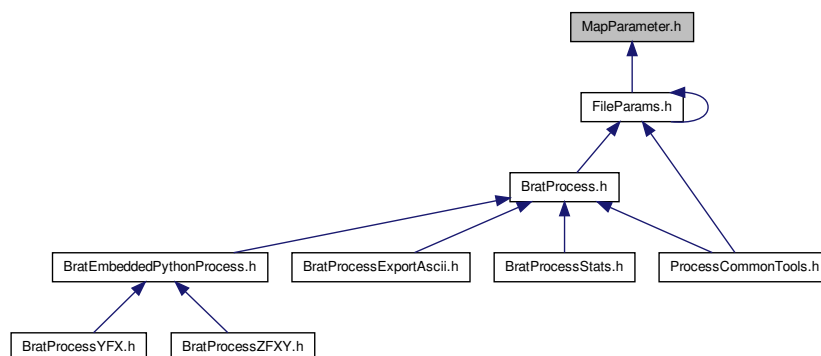 MapParameter.h
FileParams.h
BratProcess.h
BratEmbeddedPythonProcess.h
BratProcessExportAscii.h
BratProcessStats.h
ProcessCommonTools.h
BratProcessYFX.h
BratProcessZFXY.h